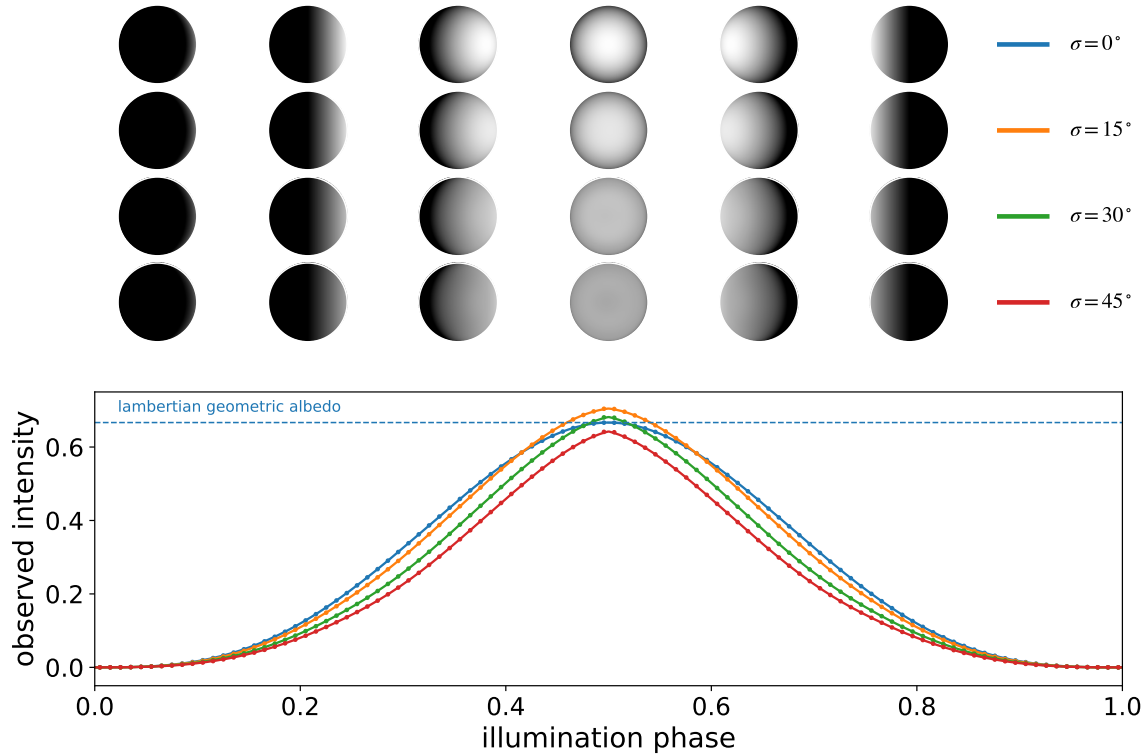 σ = 0°
σ = 15°
σ = 30°
σ = 45°
lambertian geometric albedo
observed intensity
0.6
0.4
0.2
0.0
0.0 0.2 0.4 0.6 0.8 1.0
illumination phase